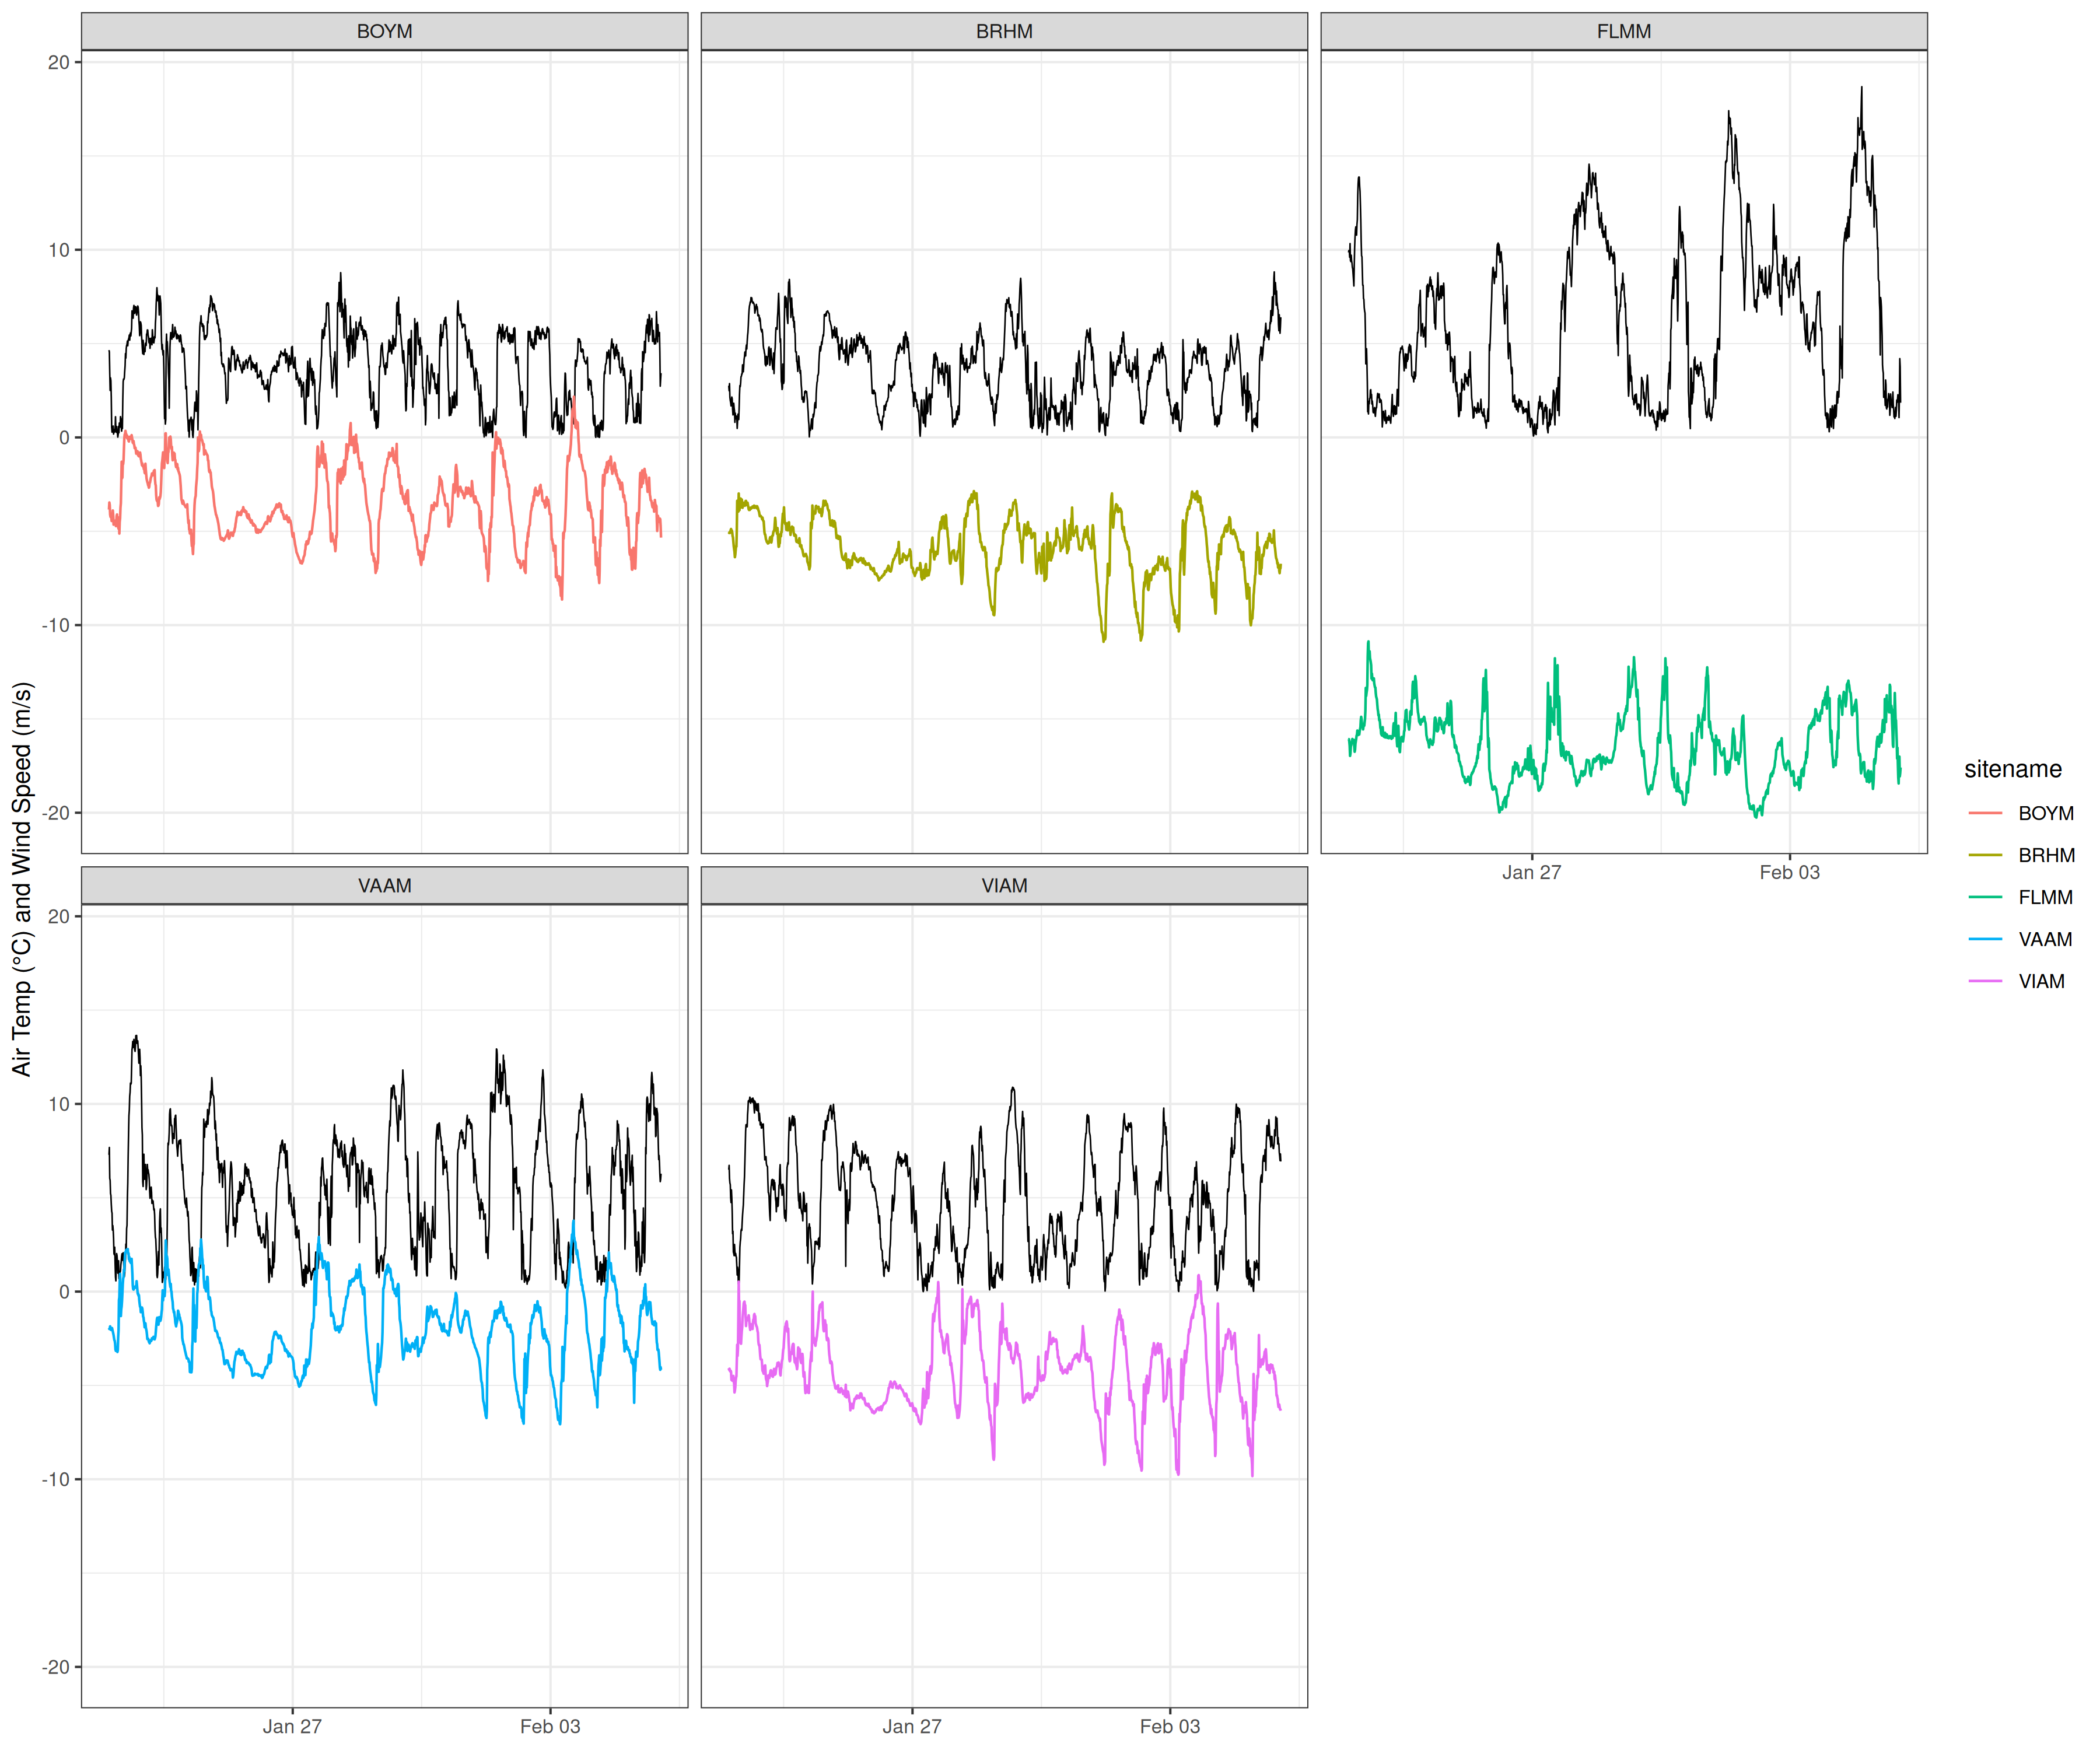 BOYM
BRHM
FLMM
20
10
0
-10
-20
Jan 27
Feb 03
VAAM
VIAM
20
10
0
-10
-20
Jan 27
Feb 03
Jan 27
Feb 03
Air Temp (°C) and Wind Speed (m/s)
sitename
BOYM
BRHM
FLMM
VAAM
VIAM